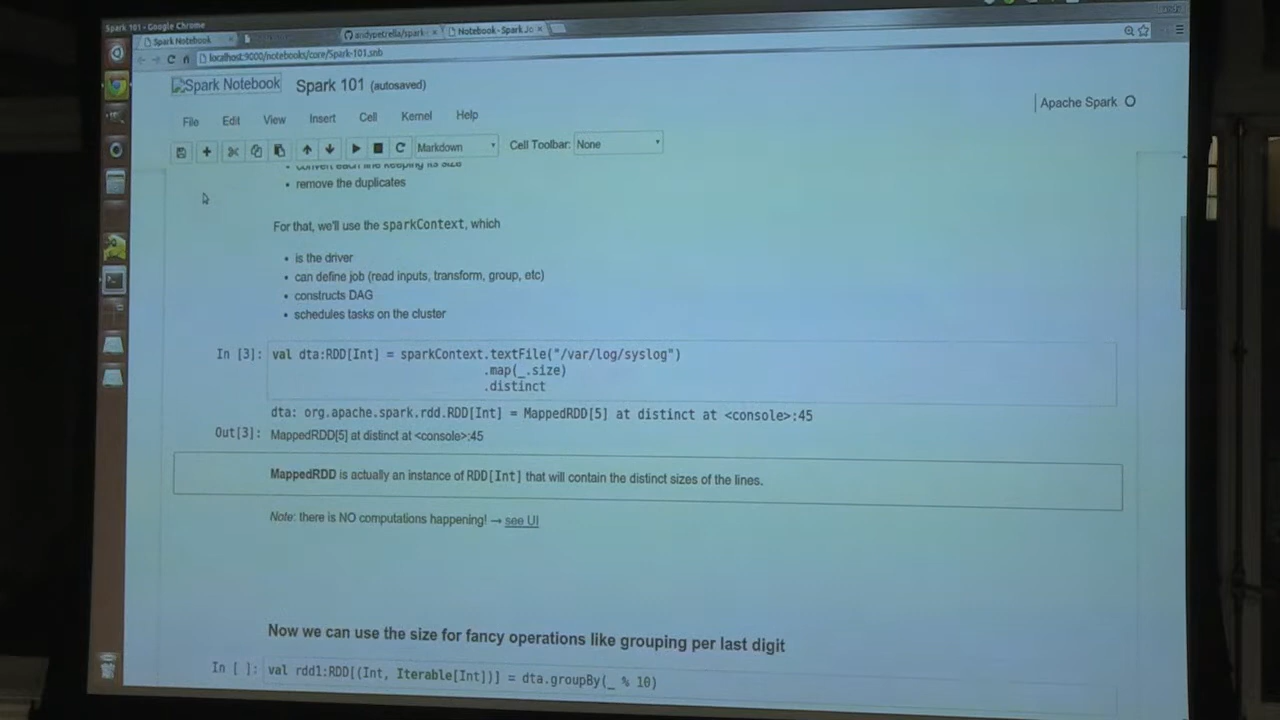 Spark 101 - Google Chrome
Spark Notebook
andypetrella/spark-
Notebook - Spark Jo
localhost:9000/notebooks/core/Spark-101.snb
Spark Notebook Spark 101 (autosaved)
Apache Spark
File Edit View Insert Cell Kernel Help
Markdown Cell Toolbar: None
• convert each line keeping its size
• remove the duplicates
For that, we'll use the sparkContext, which
• is the driver
• can define job (read inputs, transform, group, etc)
• constructs DAG
• schedules tasks on the cluster
In [3]: val dta:RDD[Int] = sparkContext.textFile("/var/log/syslog")
.map(_.size)
.distinct
dta: org.apache.spark.rdd.RDD[Int] = MappedRDD[5] at distinct at <console>:45
Out[3]: MappedRDD[5] at distinct at <console>:45
MappedRDD is actually an instance of RDD[Int] that will contain the distinct sizes of the lines.
Note: there is NO computations happening! → see UI
Now we can use the size for fancy operations like grouping per last digit
In [ ]: val rdd1:RDD[(Int, Iterable[Int])] = dta.groupBy(_ % 10)